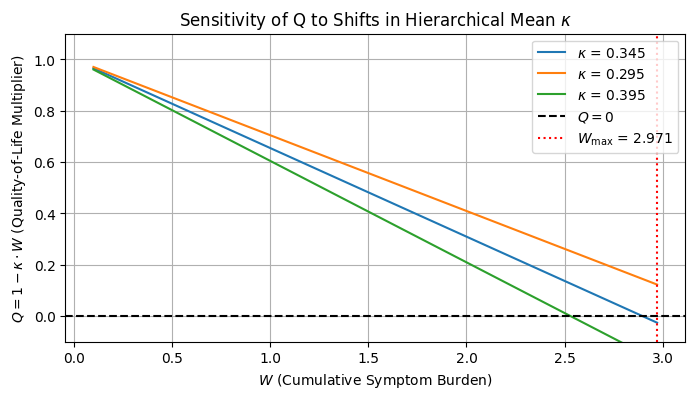 Sensitivity of Q to Shifts in Hierarchical Mean κ
Q = 1 − κ · W (Quality-of-Life Multiplier)
1.0
0.8
0.6
0.4
0.2
0.0
κ = 0.345
κ = 0.295
κ = 0.395
Q = 0
W_max = 2.971
0.0 0.5 1.0 1.5 2.0 2.5 3.0
W (Cumulative Symptom Burden)